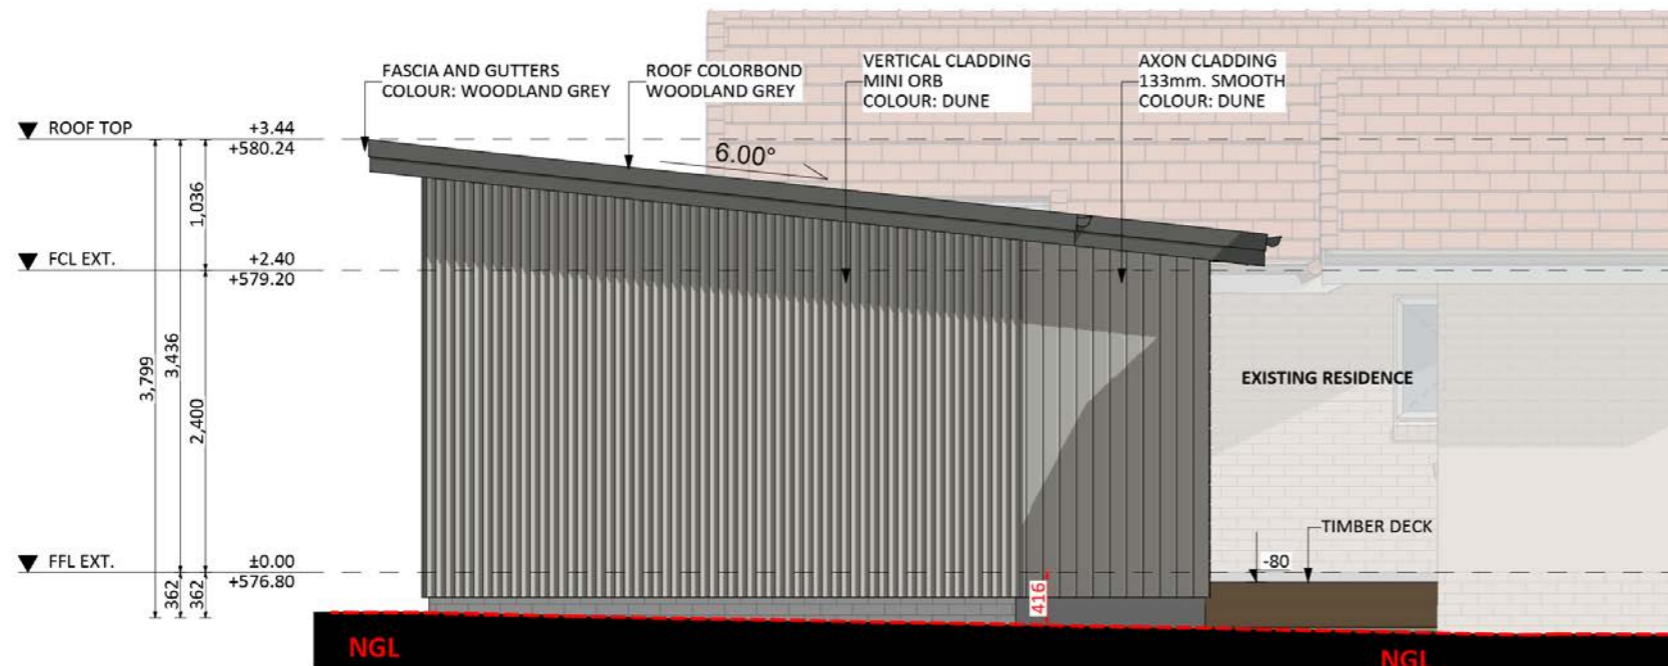 FASCIA AND GUTTERS
COLOUR: WOODLAND GREY
ROOF COLORBOND
WOODLAND GREY
VERTICAL CLADDING
MINI ORB
COLOUR: DUNE
AXON CLADDING
133mm. SMOOTH
COLOUR: DUNE
ROOF TOP
+3.44
+580.24
6.00°
1,036
FCL EXT.
+2.40
+579.20
3,799
3,436
2,400
EXISTING RESIDENCE
TIMBER DECK
-80
FFL EXT.
±0.00
+576.80
362
362
416
NGL
NGL